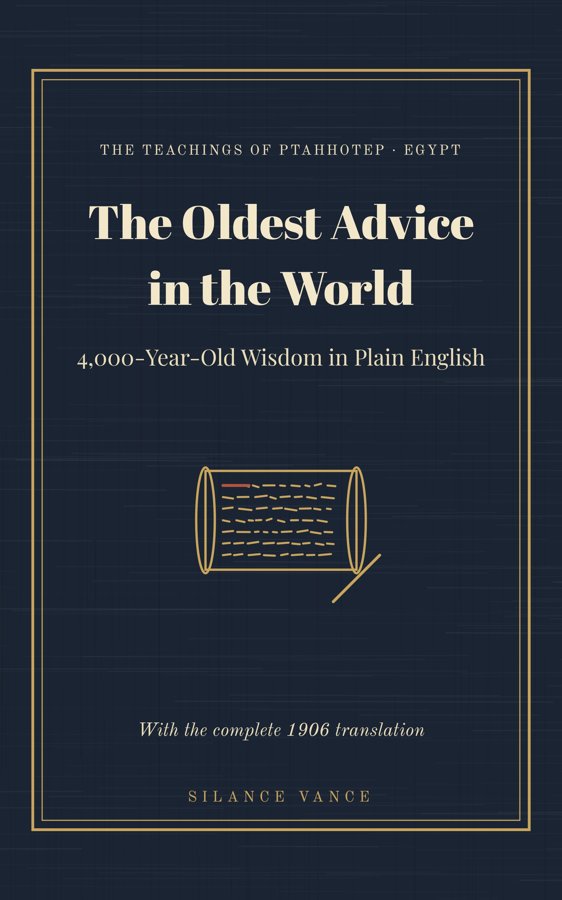 THE TEACHINGS OF PTAHHOTEP · EGYPT
The Oldest Advice
in the World
4,000-Year-Old Wisdom in Plain English
With the complete 1906 translation
SILANCE VANCE